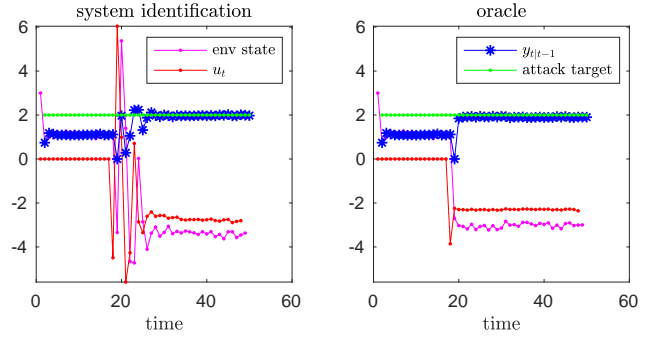 system identification
6
4
2
0
-2
-4
0
20
40
60
time
env state
u_t
oracle
6
4
2
0
-2
-4
0
20
40
60
time
y_{t|t−1}
attack target